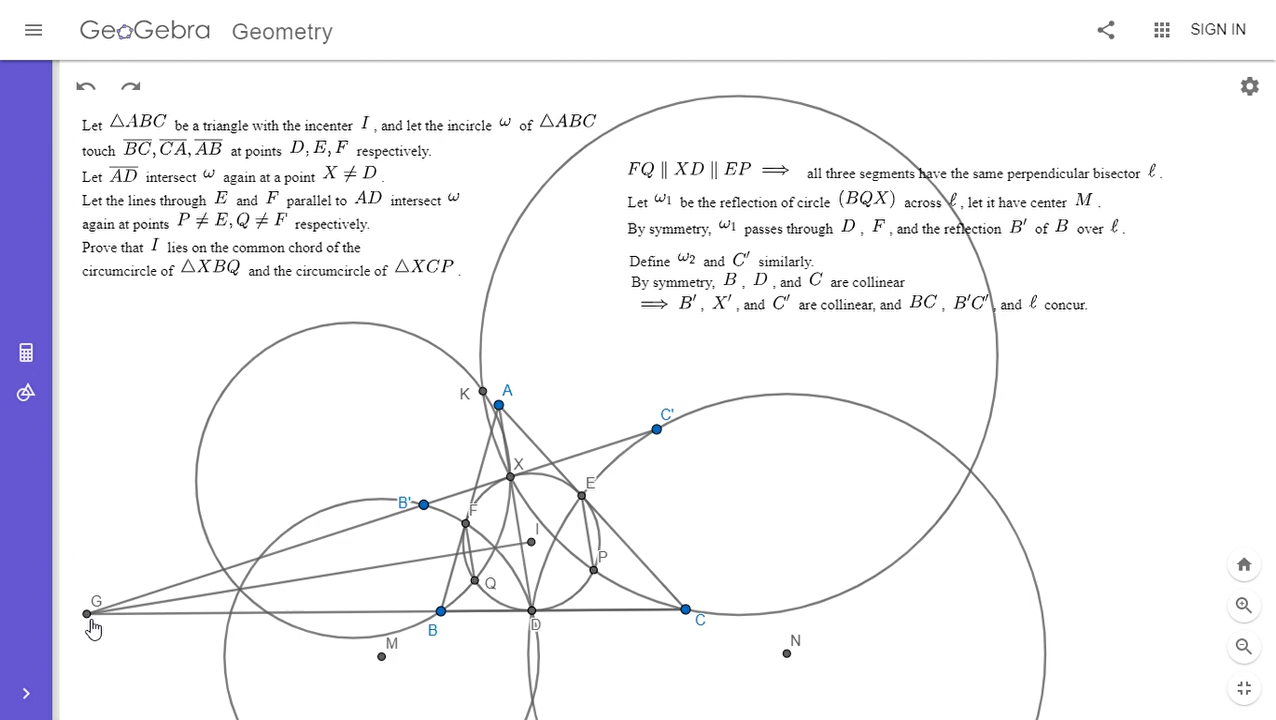 GeoGebra Geometry SIGN IN
Let △ABC be a triangle with the incenter I , and let the incircle ω of △ABC
touch B̅C̅, C̅A̅, A̅B̅ at points D, E, F respectively.
Let A̅D̅ intersect ω again at a point X ≠ D .
Let the lines through E and F parallel to AD intersect ω
again at points P ≠ E, Q ≠ F respectively.
Prove that I lies on the common chord of the
circumcircle of △XBQ and the circumcircle of △XCP .
FQ ∥ XD ∥ EP ⟹ all three segments have the same perpendicular bisector ℓ .
Let ω₁ be the reflection of circle (BQX) across ℓ , let it have center M .
By symmetry, ω₁ passes through D , F , and the reflection B′ of B over ℓ .
Define ω₂ and C′ similarly.
By symmetry, B , D , and C are collinear
⟹ B′ , X′ , and C′ are collinear, and BC , B′C′ , and ℓ concur.
K
A
C'
X
E
B'
F
I
P
Q
G
B
D
C
M
N